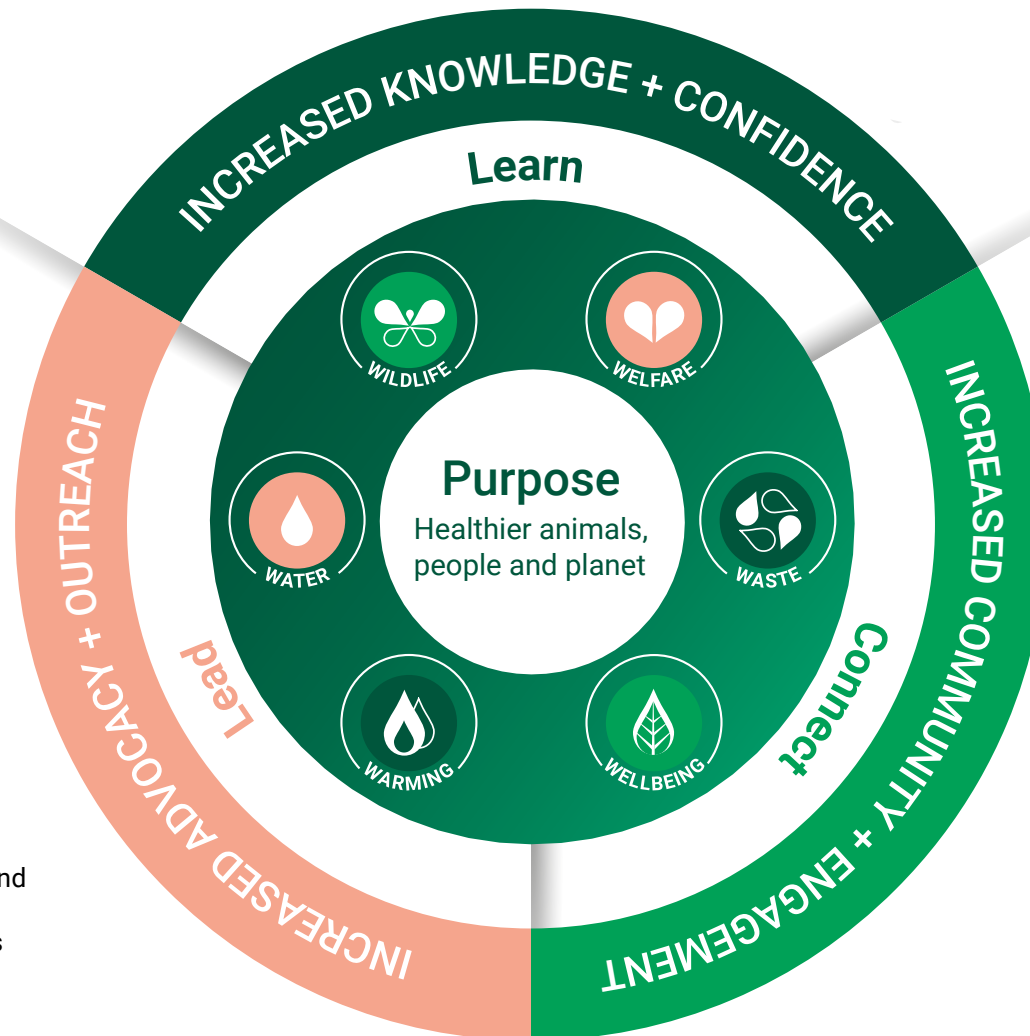 INCREASED KNOWLEDGE + CONFIDENCE
Learn
WILDLIFE
WELFARE
INCREASED ADVOCACY + OUTREACH
Lead
WATER
Purpose
Healthier animals,
people and planet
WASTE
Connect
INCREASED COMMUNITY + ENGAGEMENT
WARMING
WELLBEING